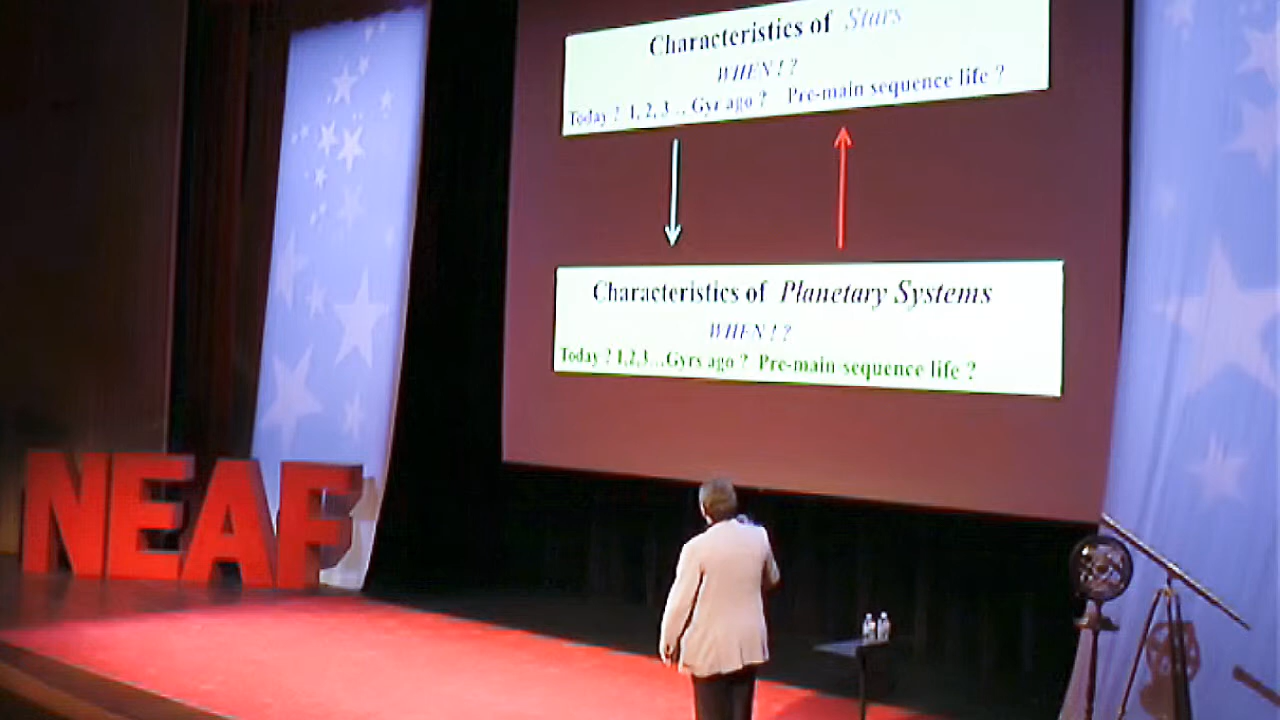 Characteristics of Stars
WHEN ! ?
Today ? 1, 2, 3... Gyr ago ? Pre-main sequence life ?
Characteristics of Planetary Systems
WHEN ! ?
Today ? 1,2,3...Gyrs ago ? Pre-main sequence life ?
NEAF